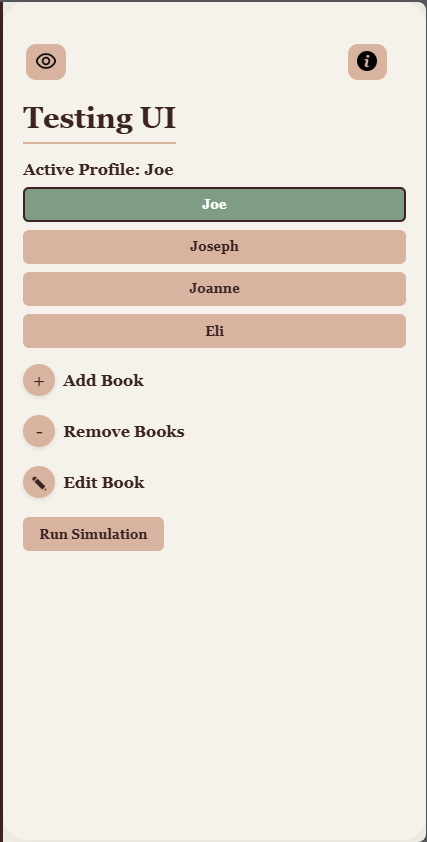 Testing UI
Active Profile: Joe
Joe
Joseph
Joanne
Eli
+ Add Book
- Remove Books
Edit Book
Run Simulation